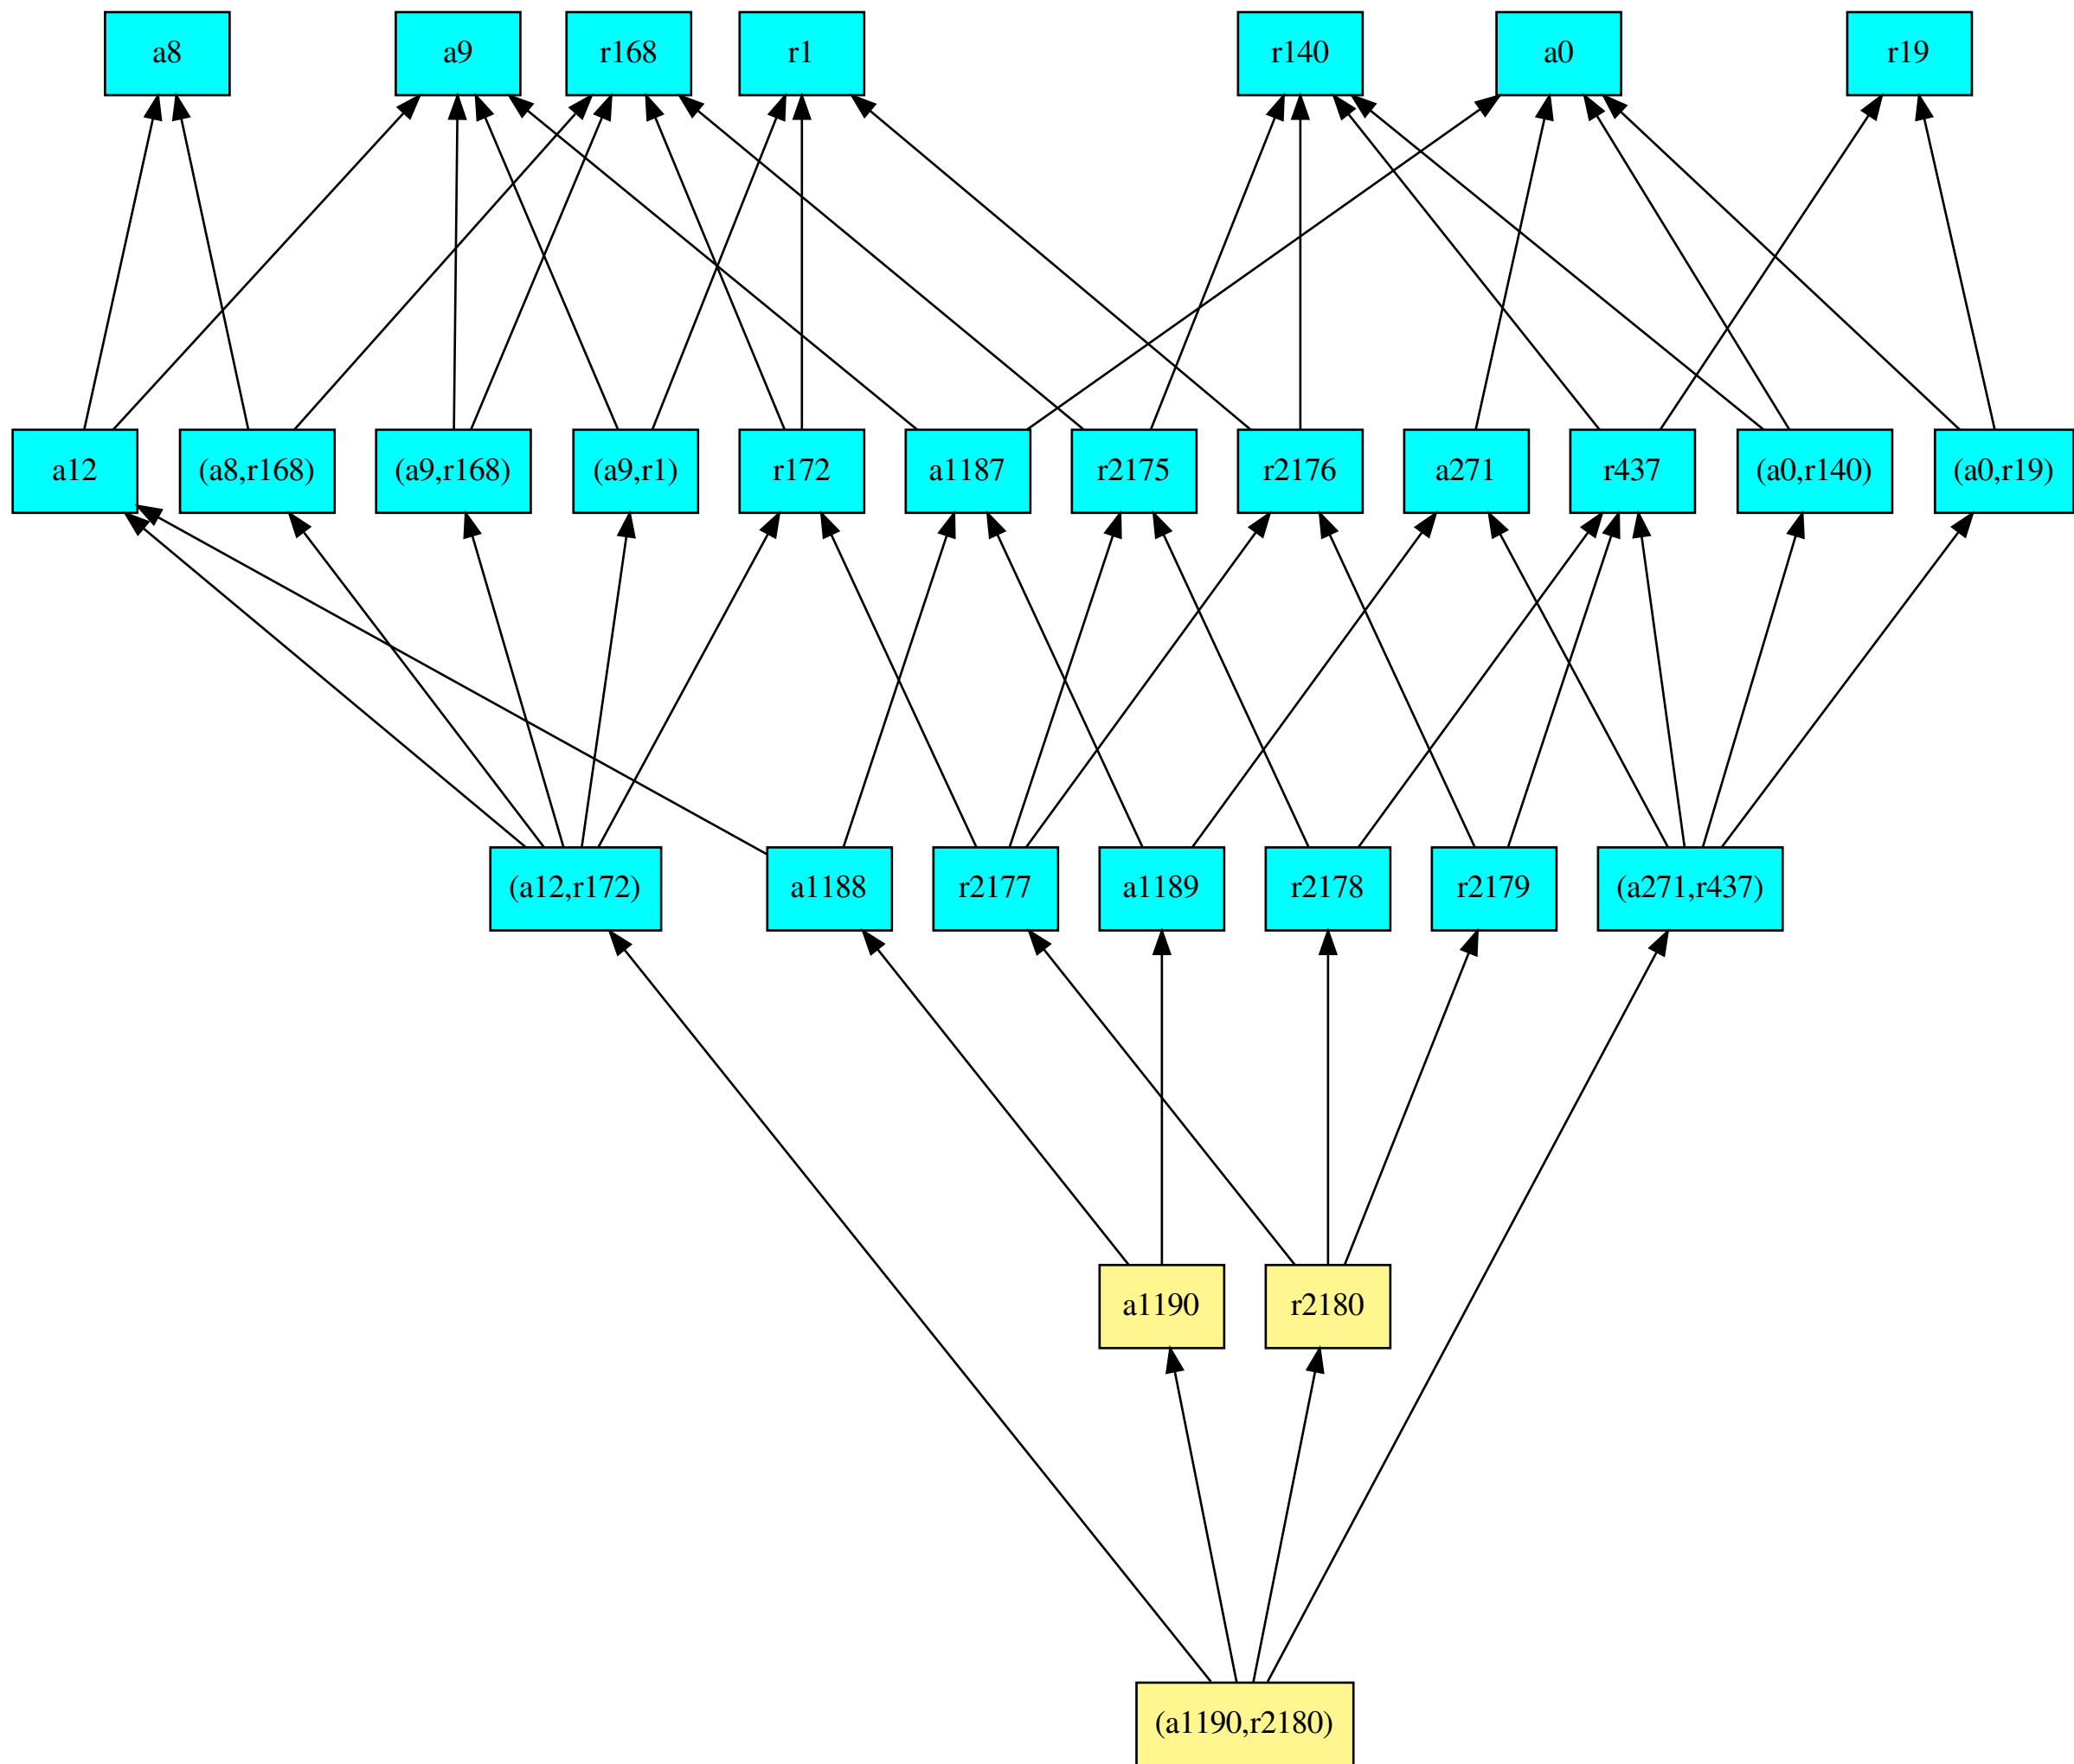 a8
a9
r168
r1
r140
a0
r19
a12
(a8,r168)
(a9,r168)
(a9,r1)
r172
a1187
r2175
r2176
a271
r437
(a0,r140)
(a0,r19)
(a12,r172)
a1188
r2177
a1189
r2178
r2179
(a271,r437)
a1190
r2180
(a1190,r2180)